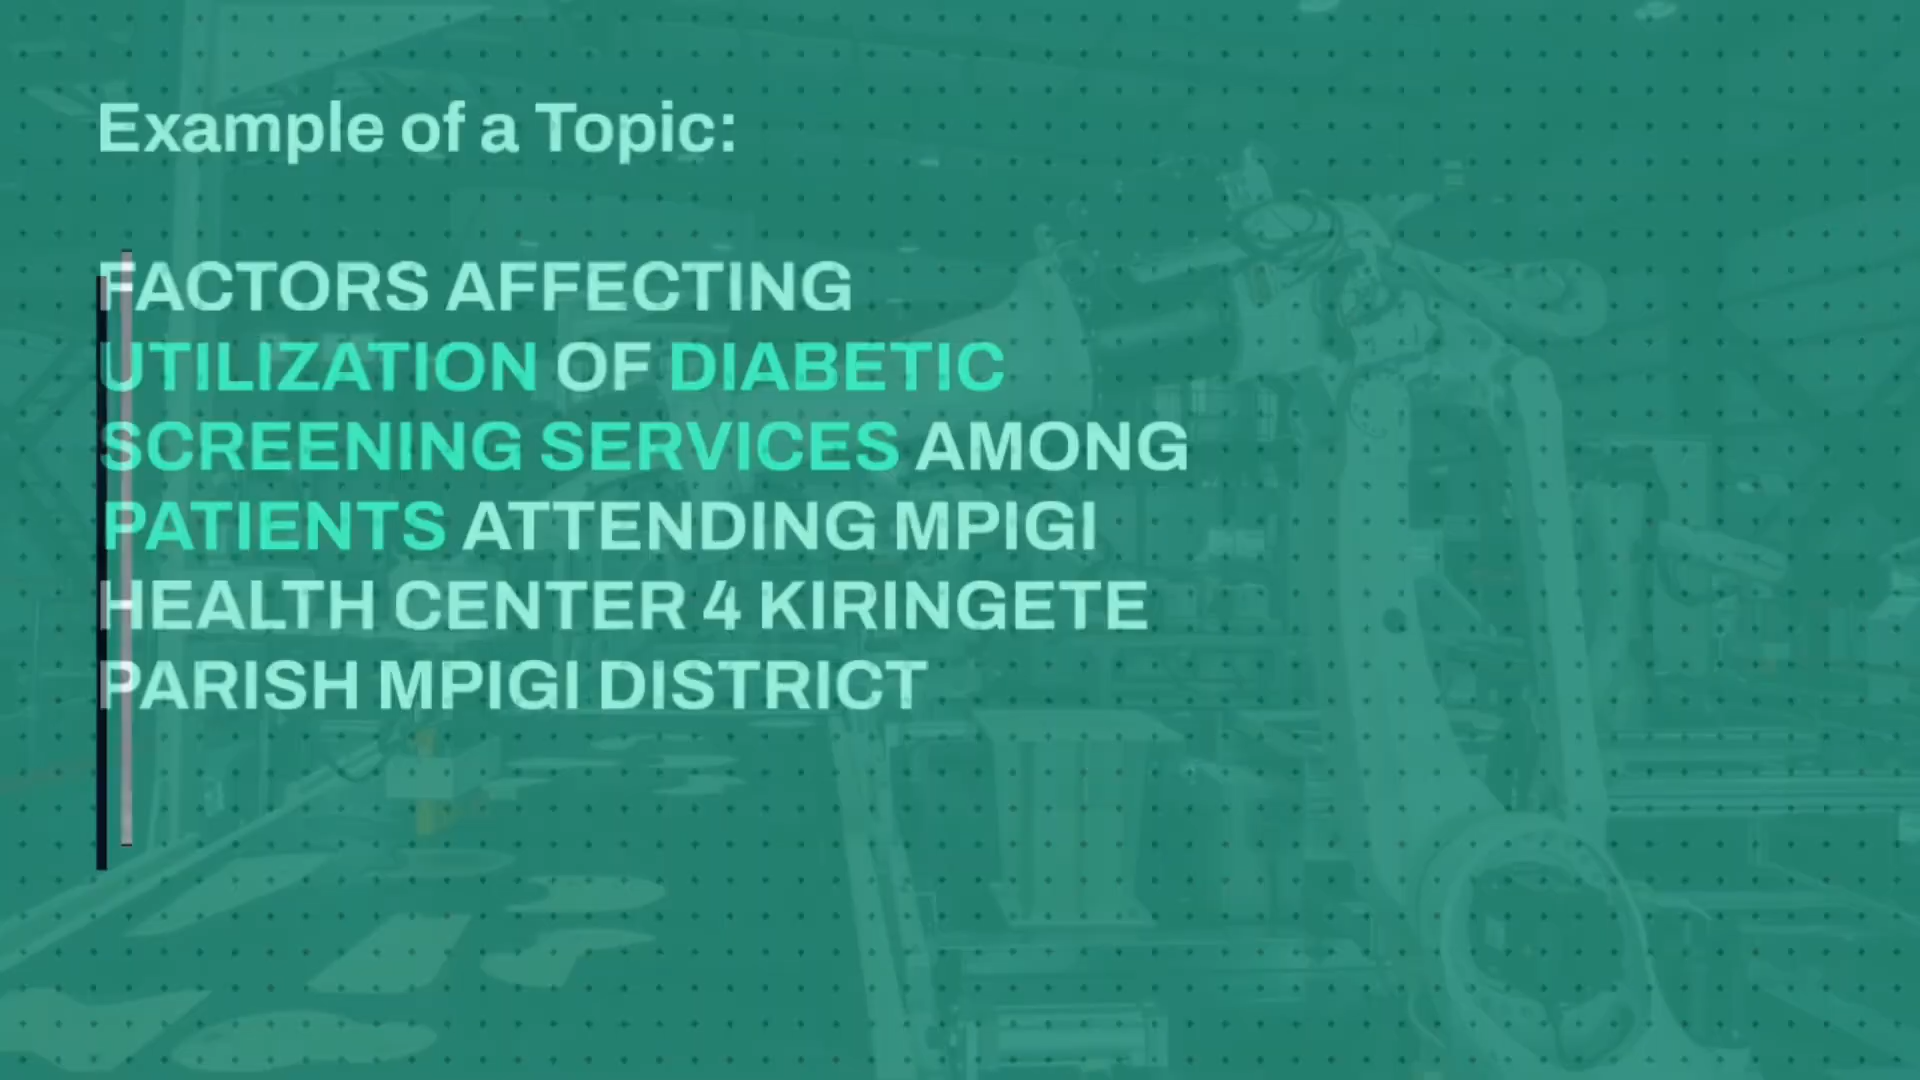 Example of a Topic:
FACTORS AFFECTING
UTILIZATION OF DIABETIC
SCREENING SERVICES AMONG
PATIENTS ATTENDING MPIGI
HEALTH CENTER 4 KIRINGETE
PARISH MPIGI DISTRICT